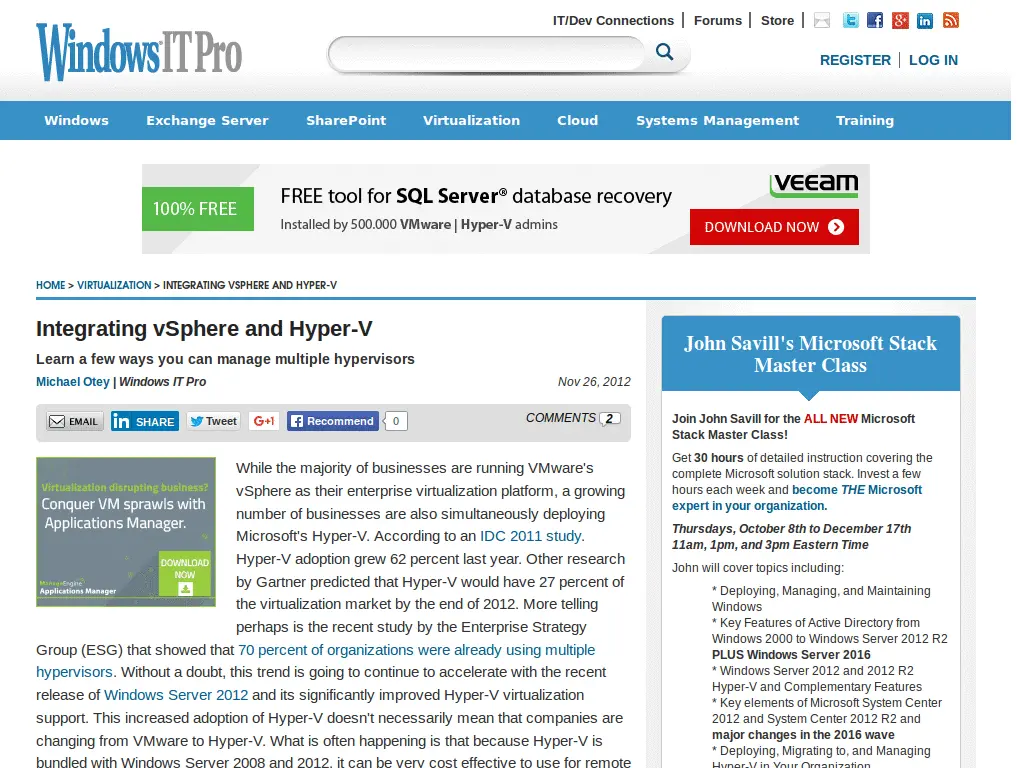 IT/Dev Connections
Forums
Store
WindowsITPro
REGISTER
LOG IN
Windows
Exchange Server
SharePoint
Virtualization
Cloud
Systems Management
Training
100% FREE
FREE tool for SQL Server® database recovery
Installed by 500.000 VMware | Hyper-V admins
veeam
DOWNLOAD NOW
HOME > VIRTUALIZATION > INTEGRATING VSPHERE AND HYPER-V
Integrating vSphere and Hyper-V
Learn a few ways you can manage multiple hypervisors
Michael Otey | Windows IT Pro
Nov 26, 2012
EMAIL
in SHARE
Tweet
G+1
Recommend
0
COMMENTS 2
Virtualization disrupting business?
Conquer VM sprawls with
Applications Manager.
DOWNLOAD
NOW
ManageEngine
Applications Manager
While the majority of businesses are running VMware's
vSphere as their enterprise virtualization platform, a growing
number of businesses are also simultaneously deploying
Microsoft's Hyper-V. According to an IDC 2011 study.
Hyper-V adoption grew 62 percent last year. Other research
by Gartner predicted that Hyper-V would have 27 percent of
the virtualization market by the end of 2012. More telling
perhaps is the recent study by the Enterprise Strategy
Group (ESG) that showed that 70 percent of organizations were already using multiple
hypervisors. Without a doubt, this trend is going to continue to accelerate with the recent
release of Windows Server 2012 and its significantly improved Hyper-V virtualization
support. This increased adoption of Hyper-V doesn't necessarily mean that companies are
changing from VMware to Hyper-V. What is often happening is that because Hyper-V is
bundled with Windows Server 2008 and 2012, it can be very cost effective to use for remote
John Savill's Microsoft Stack
Master Class
Join John Savill for the ALL NEW Microsoft
Stack Master Class!
Get 30 hours of detailed instruction covering the
complete Microsoft solution stack. Invest a few
hours each week and become THE Microsoft
expert in your organization.
Thursdays, October 8th to December 17th
11am, 1pm, and 3pm Eastern Time
John will cover topics including:
* Deploying, Managing, and Maintaining
Windows
* Key Features of Active Directory from
Windows 2000 to Windows Server 2012 R2
PLUS Windows Server 2016
* Windows Server 2012 and 2012 R2
Hyper-V and Complementary Features
* Key elements of Microsoft System Center
2012 and System Center 2012 R2 and
major changes in the 2016 wave
* Deploying, Migrating to, and Managing
Hyper-V in Your Organization